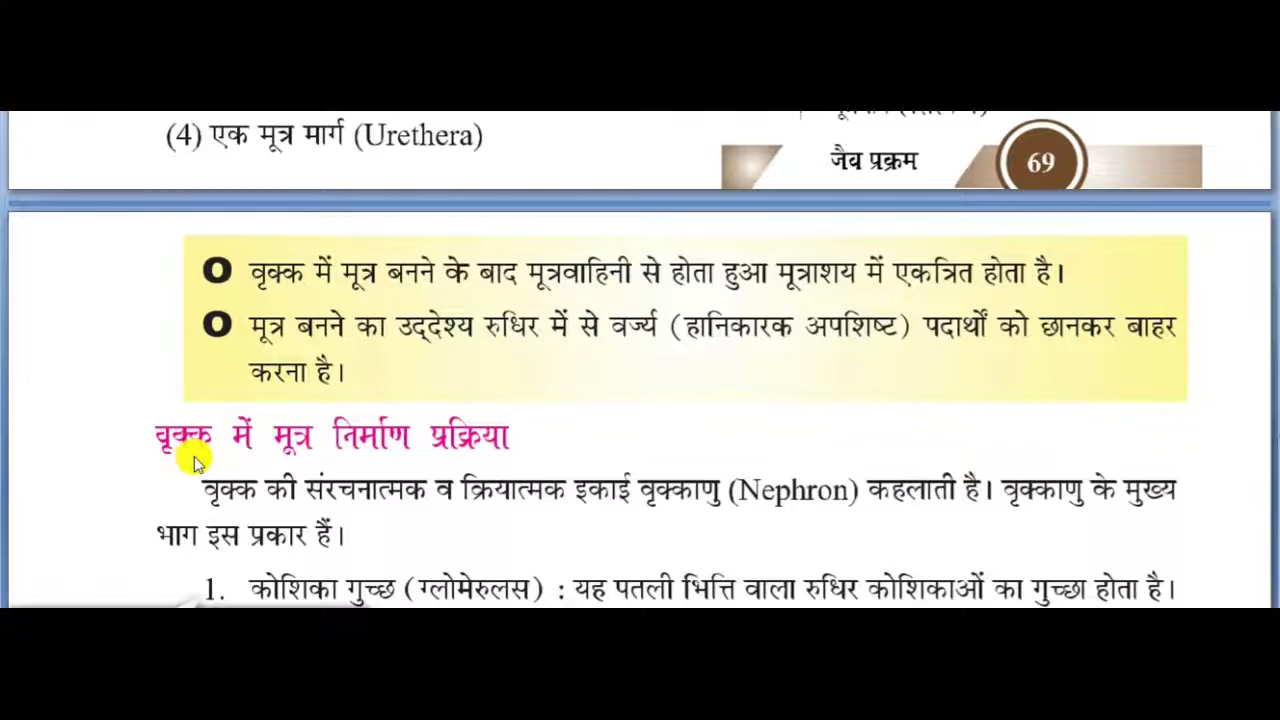 (4) एक मूत्र मार्ग (Urethera)
जैव प्रक्रम
69
O वृक्क में मूत्र बनने के बाद मूत्रवाहिनी से होता हुआ मूत्राशय में एकत्रित होता है।
O मूत्र बनने का उद्देश्य रुधिर में से वर्ज्य (हानिकारक अपशिष्ट) पदार्थों को छानकर बाहर
करना है।
वृक्क में मूत्र निर्माण प्रक्रिया
वृक्क की संरचनात्मक व क्रियात्मक इकाई वृक्काणु (Nephron) कहलाती है। वृक्काणु के मुख्य
भाग इस प्रकार हैं।
1. कोशिका गुच्छ (ग्लोमेरुलस) : यह पतली भित्ति वाला रुधिर कोशिकाओं का गुच्छा होता है।